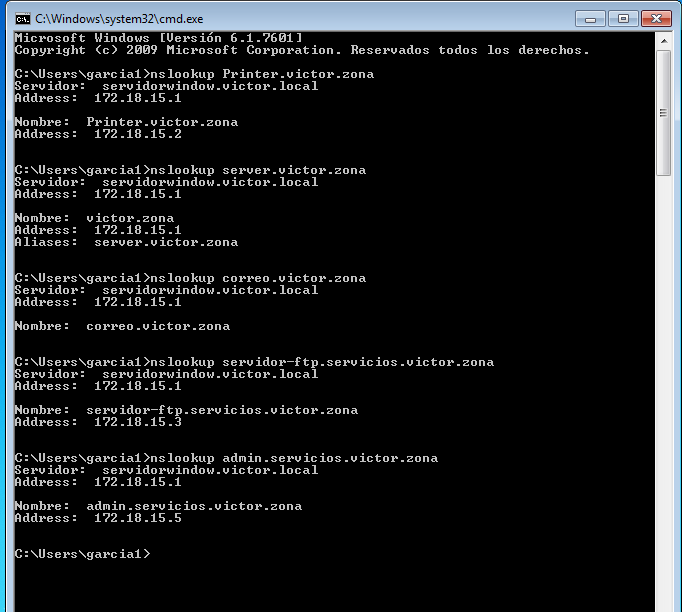 C:\Windows\system32\cmd.exe
Microsoft Windows [Versión 6.1.7601]
Copyright (c) 2009 Microsoft Corporation. Reservados todos los derechos.
C:\Users\garcia1>nslookup Printer.victor.zona
Servidor:  servidorwindow.victor.local
Address:  172.18.15.1
Nombre:  Printer.victor.zona
Address:  172.18.15.2
C:\Users\garcia1>nslookup server.victor.zona
Servidor:  servidorwindow.victor.local
Address:  172.18.15.1
Nombre:  victor.zona
Address:  172.18.15.1
Aliases:  server.victor.zona
C:\Users\garcia1>nslookup correo.victor.zona
Servidor:  servidorwindow.victor.local
Address:  172.18.15.1
Nombre:  correo.victor.zona
C:\Users\garcia1>nslookup servidor-ftp.servicios.victor.zona
Servidor:  servidorwindow.victor.local
Address:  172.18.15.1
Nombre:  servidor-ftp.servicios.victor.zona
Address:  172.18.15.3
C:\Users\garcia1>nslookup admin.servicios.victor.zona
Servidor:  servidorwindow.victor.local
Address:  172.18.15.1
Nombre:  admin.servicios.victor.zona
Address:  172.18.15.5
C:\Users\garcia1>